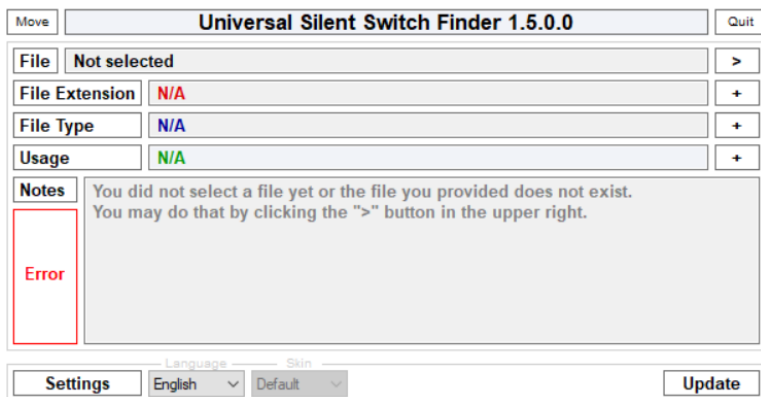 Move Universal Silent Switch Finder 1.5.0.0 Quit
File Not selected >
File Extension N/A +
File Type N/A +
Usage N/A +
Notes You did not select a file yet or the file you provided does not exist.
You may do that by clicking the ">" button in the upper right.
Error
Language Skin
Settings English Default Update